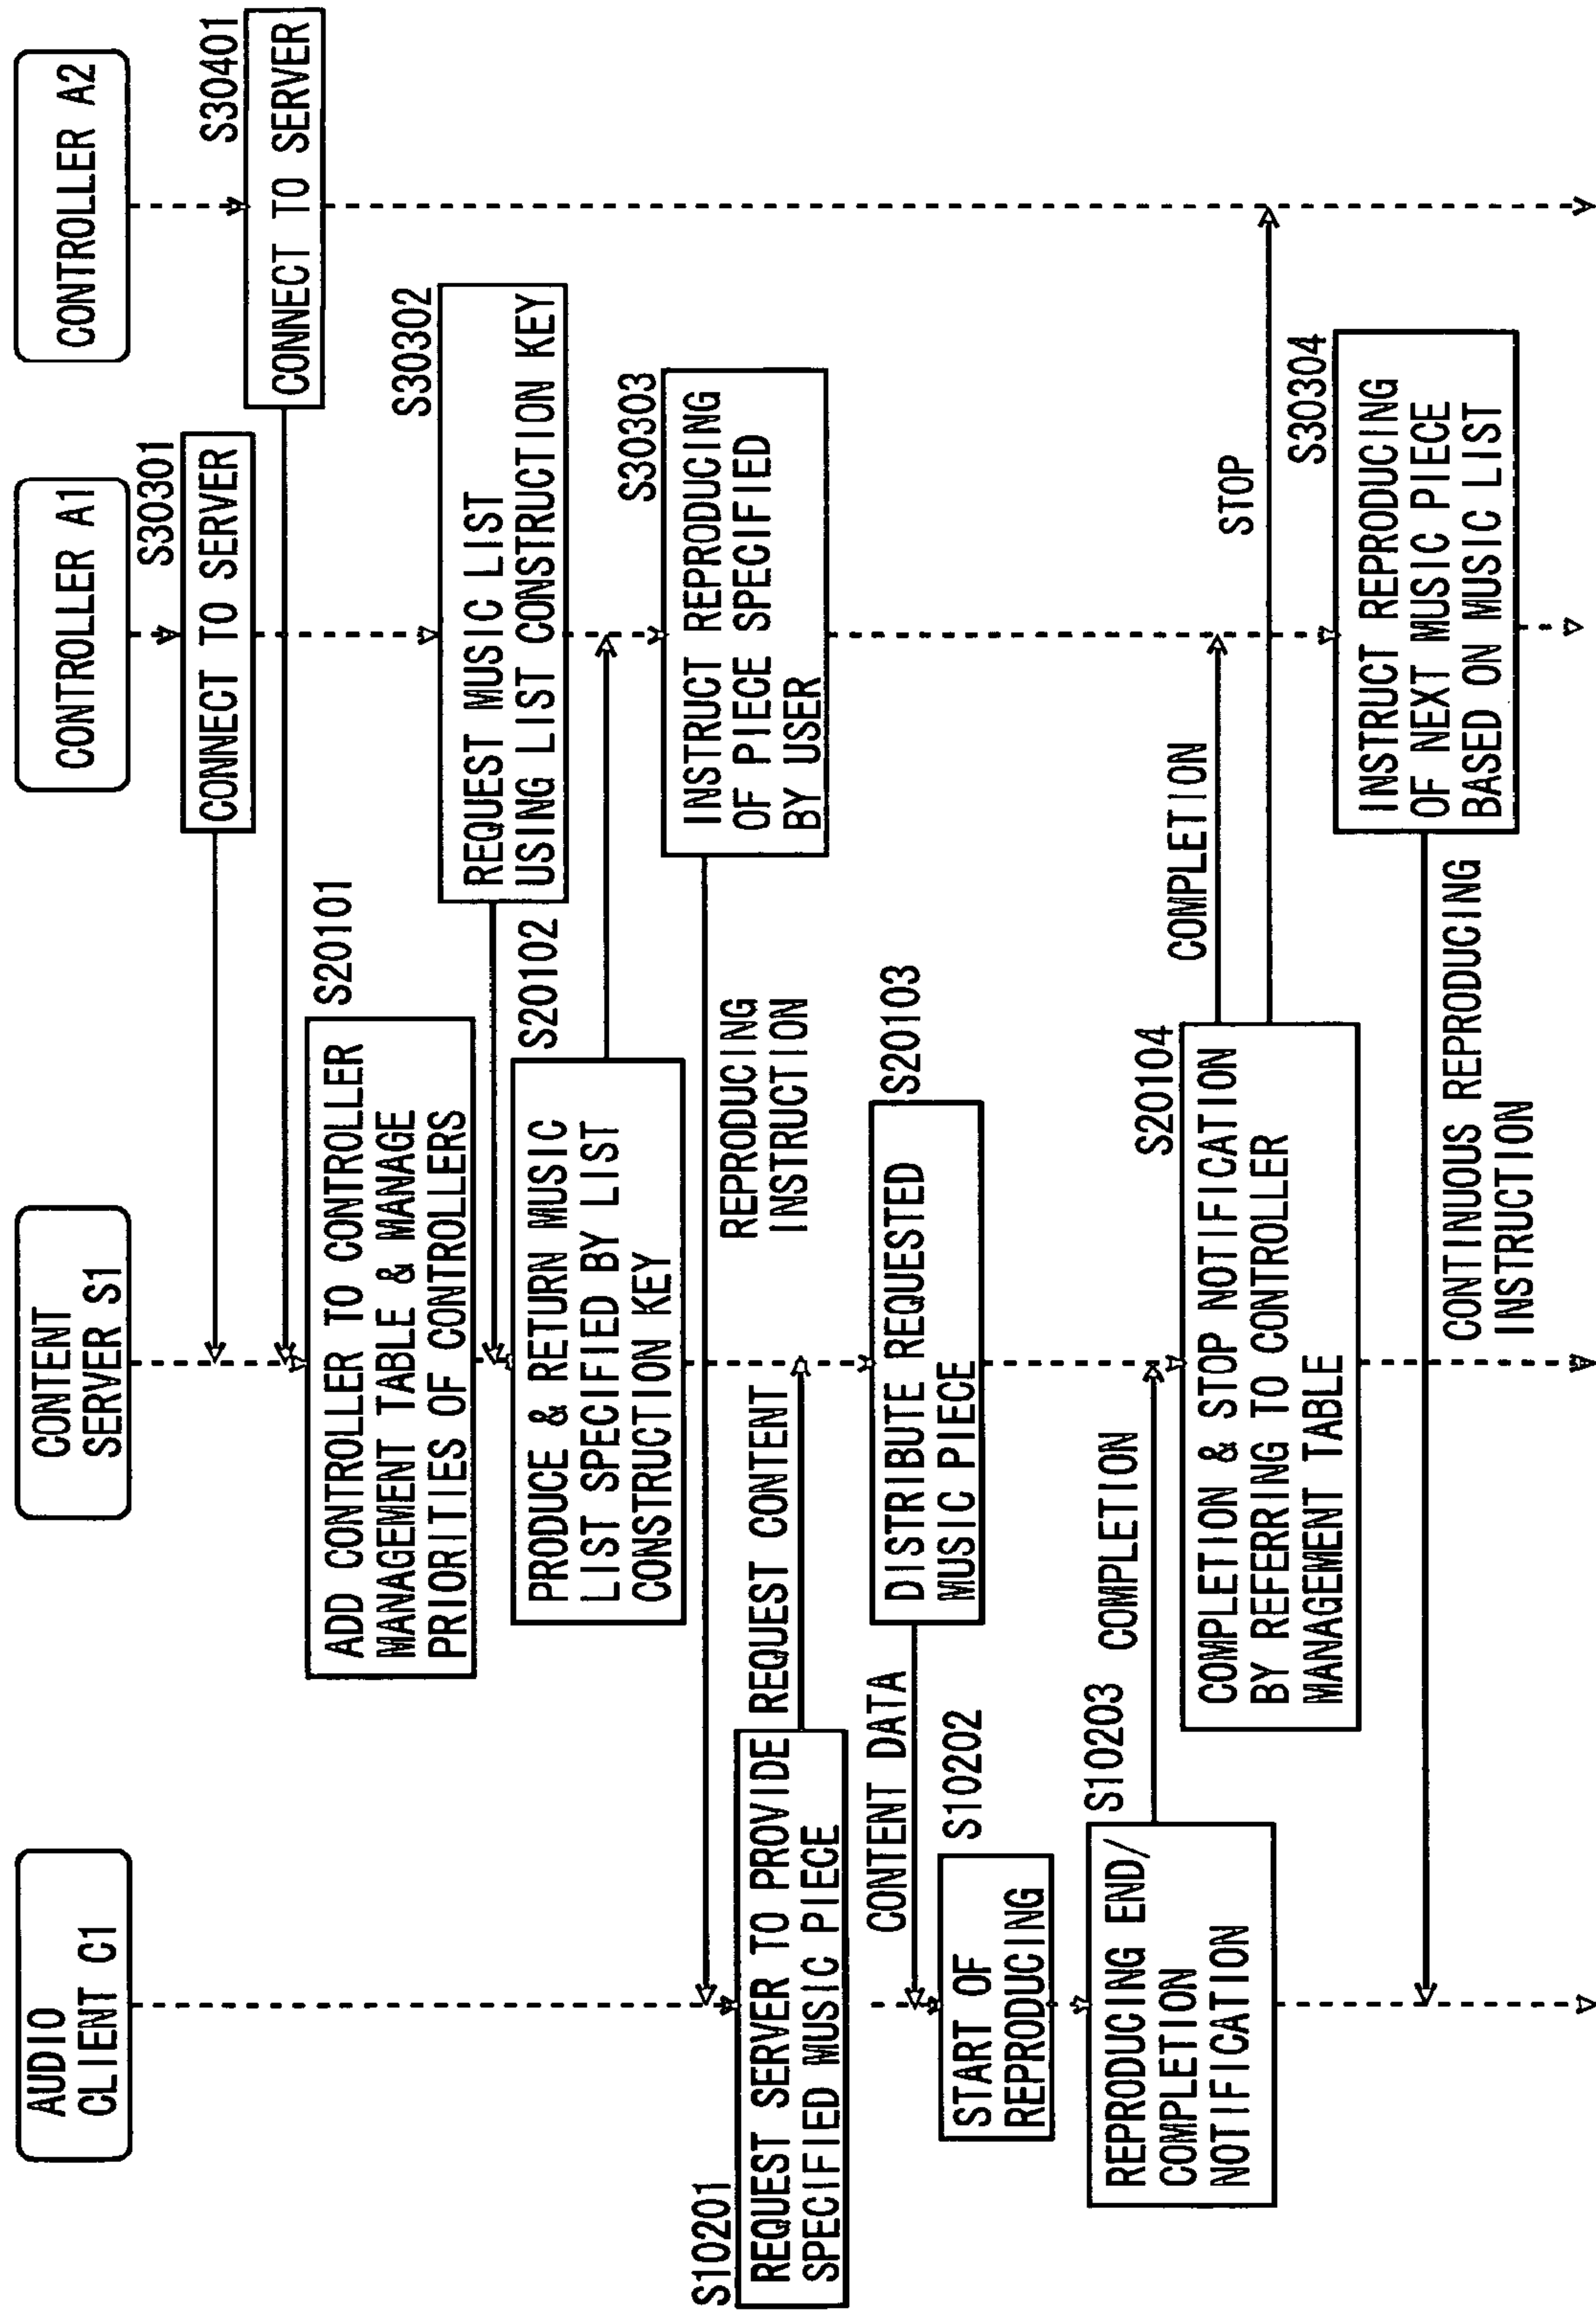 AUDIO
CLIENT C1
CONTENT
SERVER S1
CONTROLLER A1
CONTROLLER A2
S30301
CONNECT TO SERVER
S30401
CONNECT TO SERVER
S20101
ADD CONTROLLER TO CONTROLLER
MANAGEMENT TABLE & MANAGE
PRIORITIES OF CONTROLLERS
S30302
REQUEST MUSIC LIST
USING LIST CONSTRUCTION KEY
S20102
PRODUCE & RETURN MUSIC
LIST SPECIFIED BY LIST
CONSTRUCTION KEY
S30303
INSTRUCT REPRODUCING
OF PIECE SPECIFIED
BY USER
REPRODUCING
INSTRUCTION
S10201
REQUEST SERVER TO PROVIDE
SPECIFIED MUSIC PIECE
REQUEST CONTENT
S20103
DISTRIBUTE REQUESTED
MUSIC PIECE
CONTENT DATA
S10202
START OF
REPRODUCING
S10203
REPRODUCING END/
COMPLETION
NOTIFICATION
COMPLETION
S20104
COMPLETION & STOP NOTIFICATION
BY REFERRING TO CONTROLLER
MANAGEMENT TABLE
COMPLETION
STOP
S30304
INSTRUCT REPRODUCING
OF NEXT MUSIC PIECE
BASED ON MUSIC LIST
CONTINUOUS REPRODUCING
INSTRUCTION